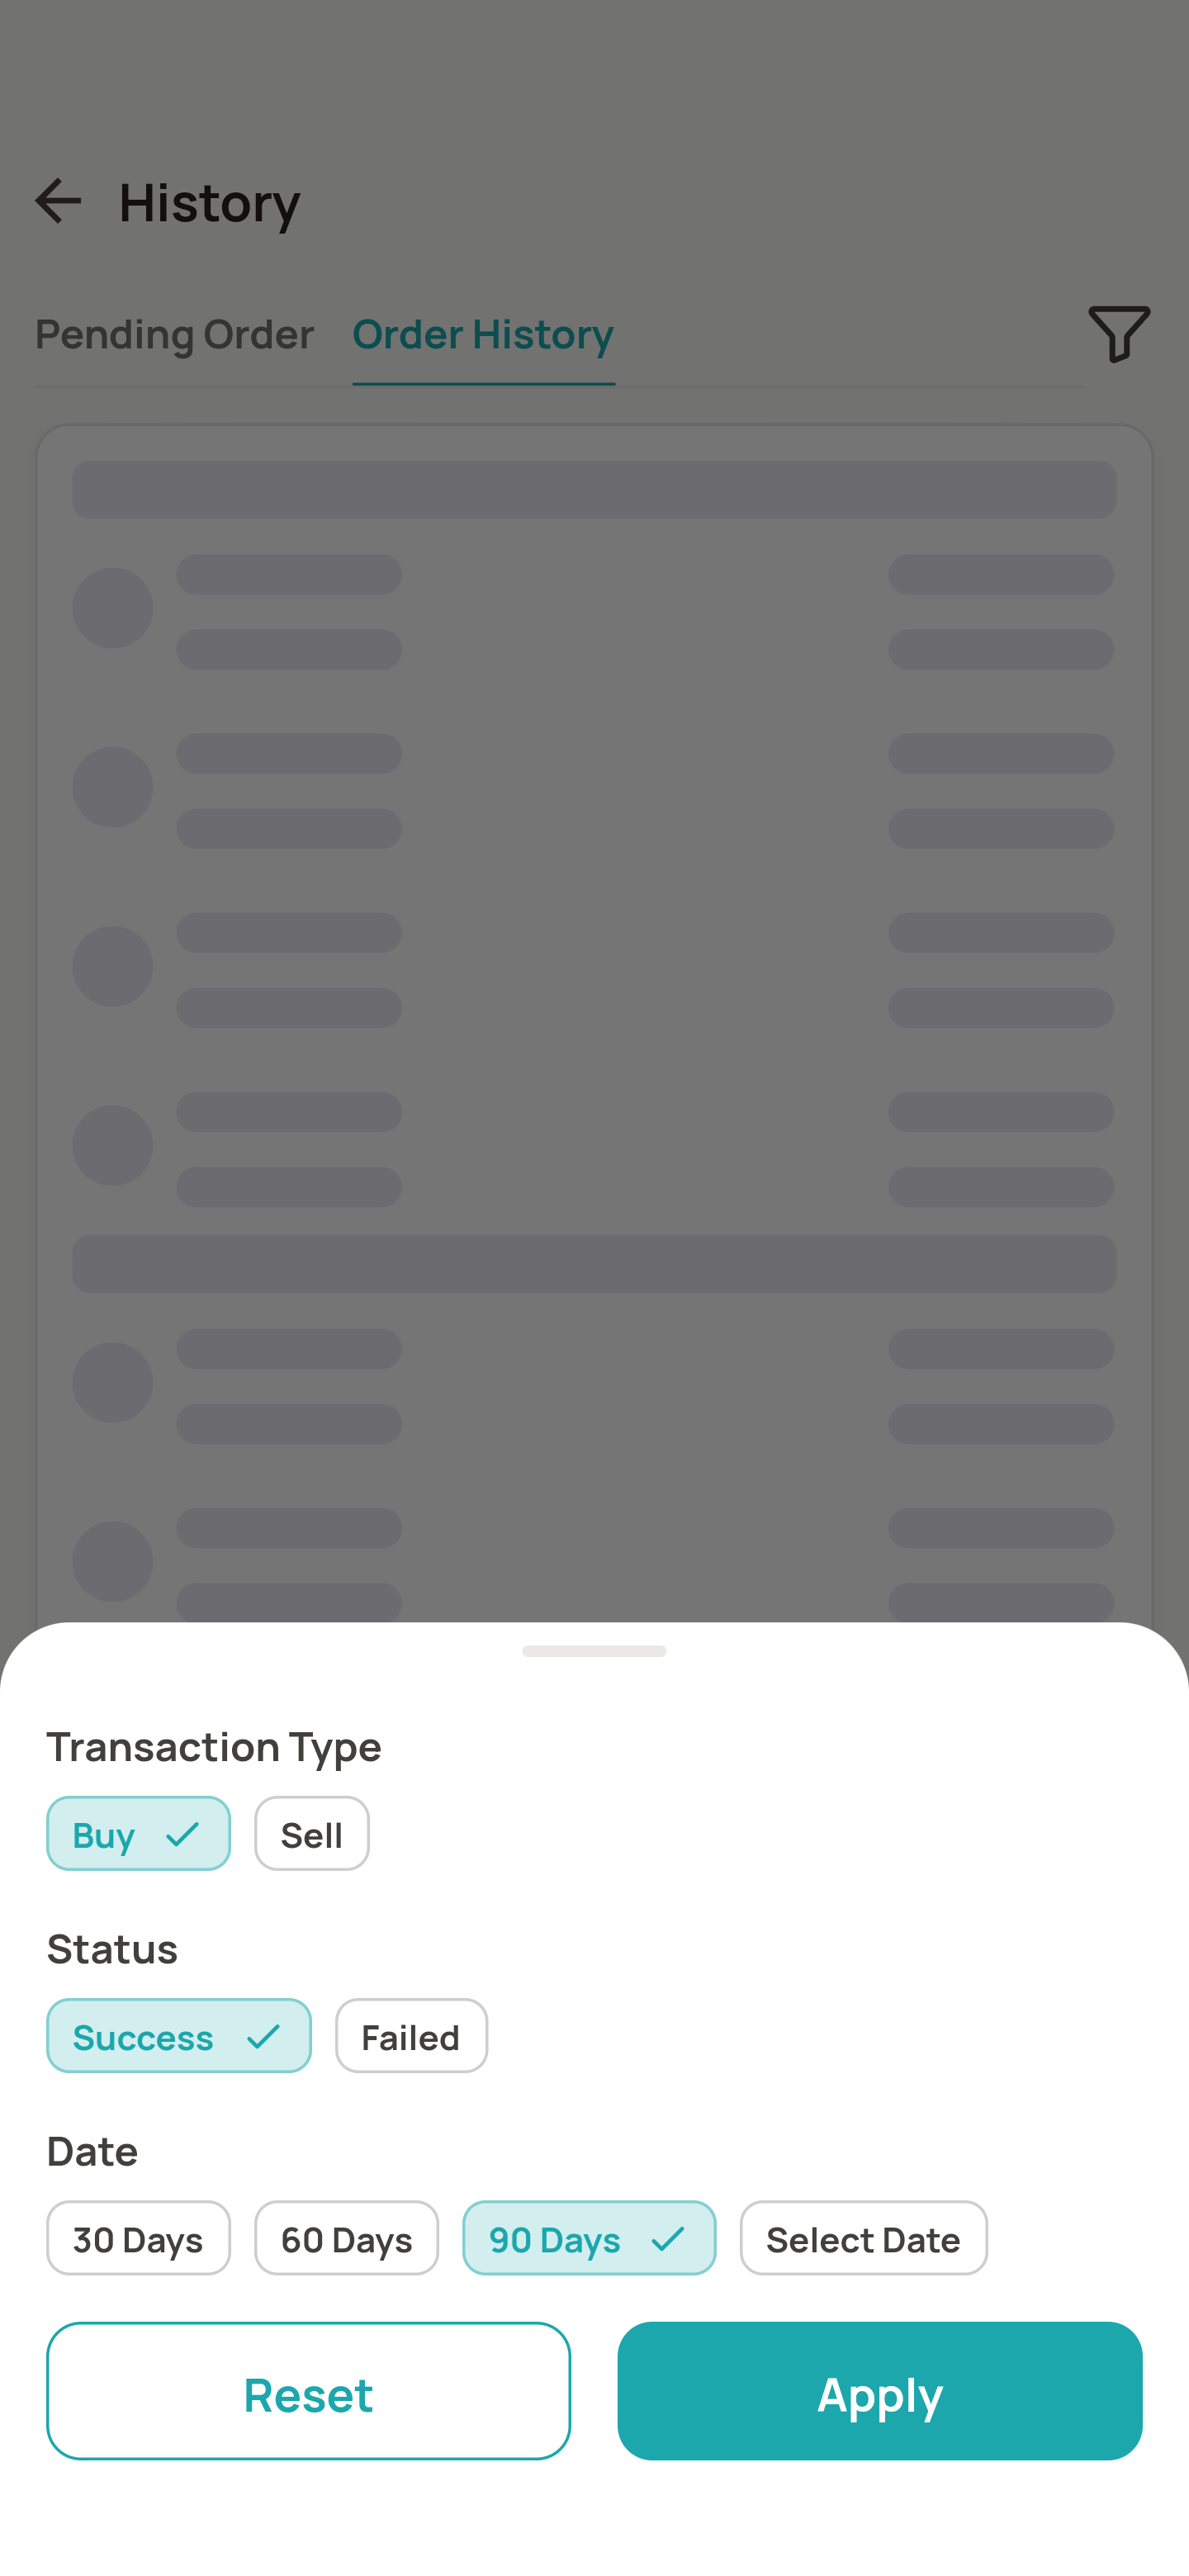 History
Pending Order Order History
Transaction Type
Buy Sell
Status
Success Failed
Date
30 Days 60 Days 90 Days Select Date
Reset Apply